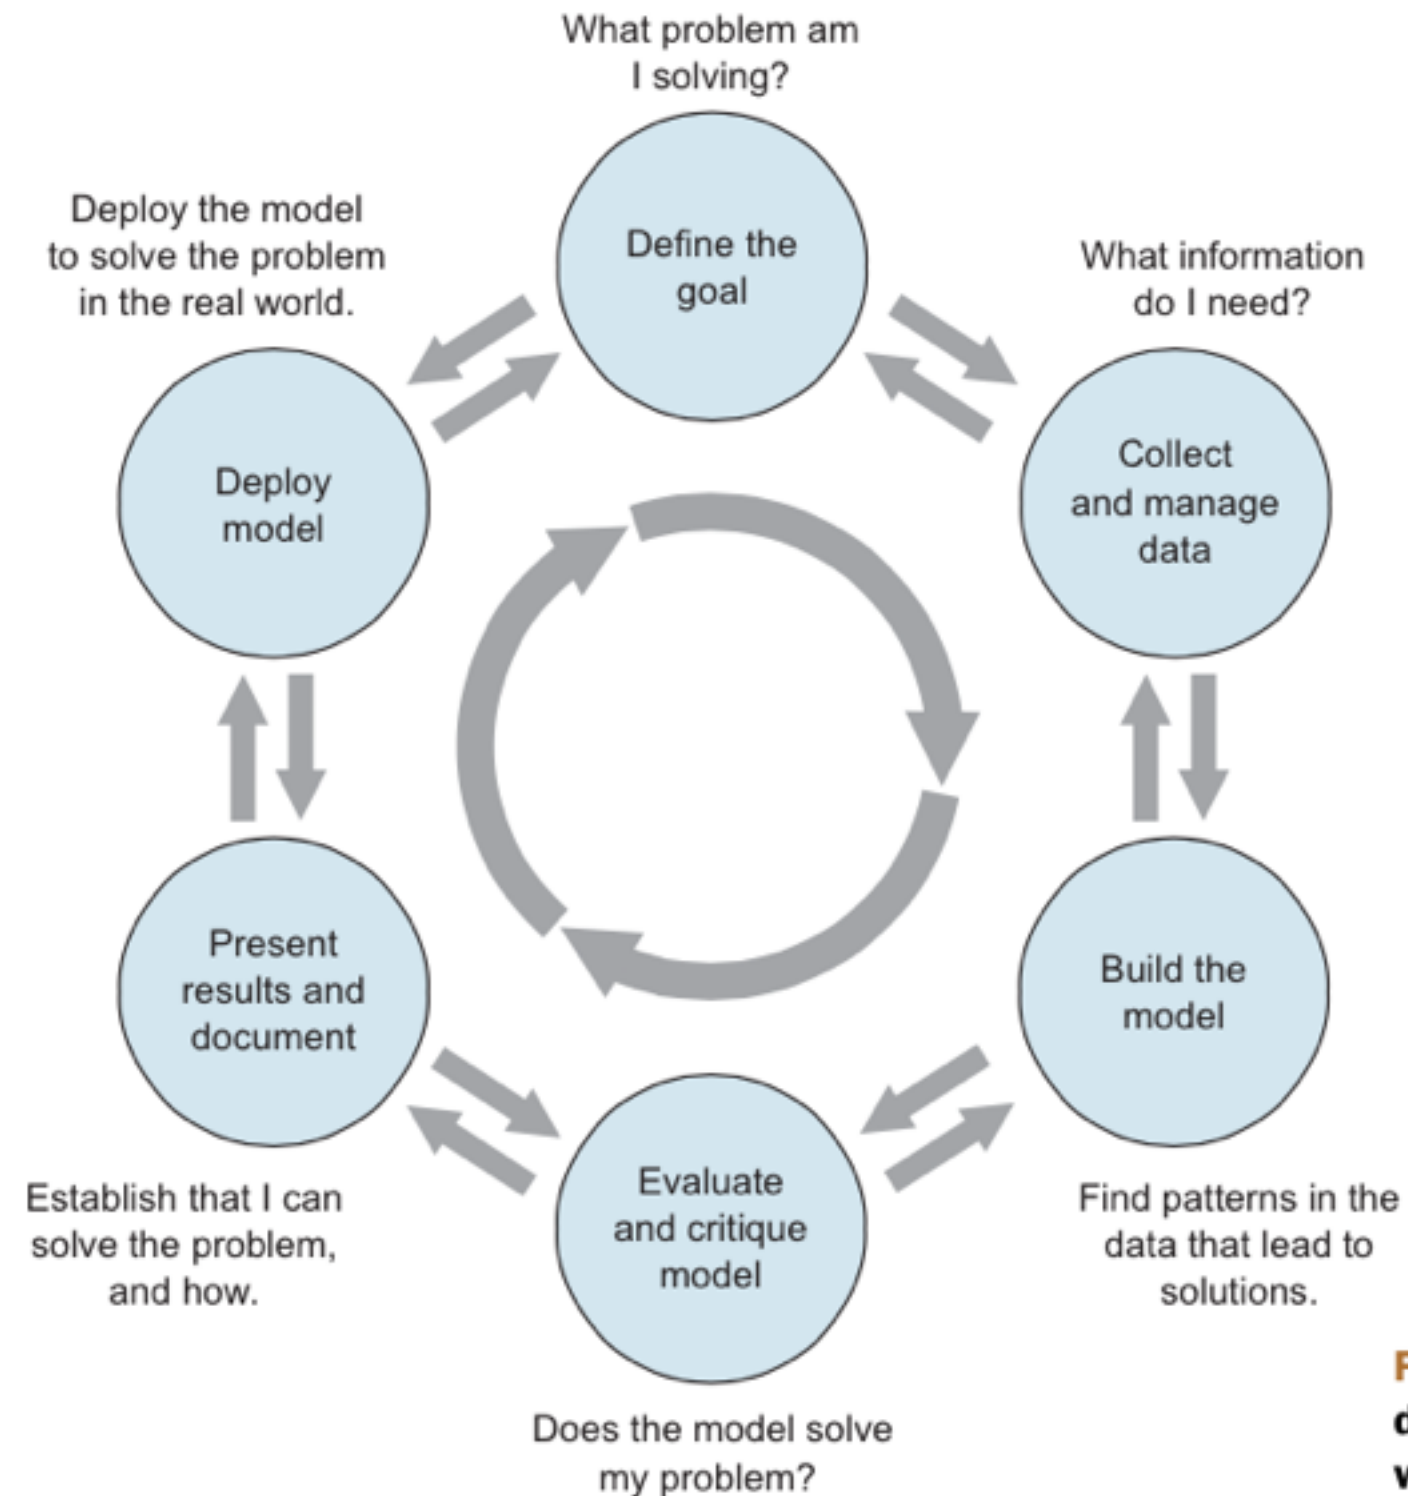 What problem am
I solving?
Define the
goal
What information
do I need?
Collect
and manage
data
Build the
model
Find patterns in the
data that lead to
solutions.
Evaluate
and critique
model
Does the model solve
my problem?
Present
results and
document
Establish that I can
solve the problem,
and how.
Deploy the model
to solve the problem
in the real world.
Deploy
model